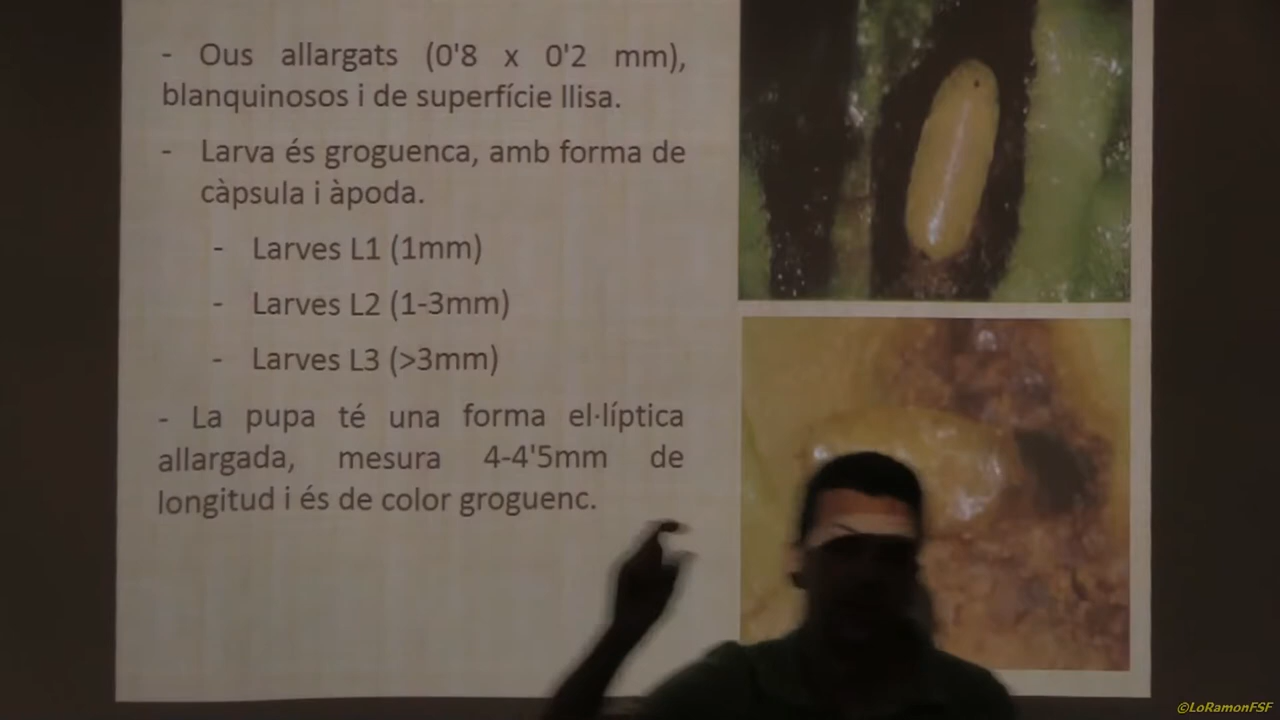 - Ous allargats (0'8 x 0'2 mm),
blanquinosos i de superfície llisa.
- Larva és groguenca, amb forma de
càpsula i àpoda.
- Larves L1 (1mm)
- Larves L2 (1-3mm)
- Larves L3 (>3mm)
- La pupa té una forma el·líptica
allargada, mesura 4-4'5mm de
longitud i és de color groguenc.
©LoRamonFSF